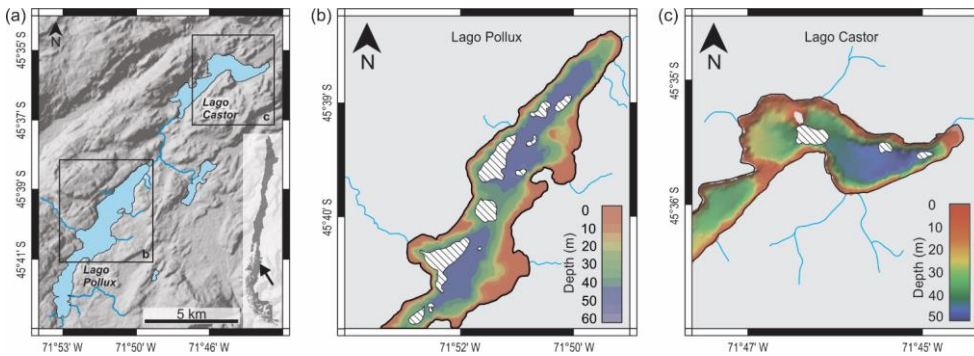 (a)
N
45°35' S
45°37' S
45°39' S
45°41' S
Lago
Castor
c
Lago
Pollux
b
5 km
71°53' W
71°50' W
71°46' W
(b)
Lago Pollux
N
45°39' S
45°40' S
0
10
20
30
40
50
60
Depth (m)
71°52' W
71°50' W
(c)
Lago Castor
N
45°35' S
45°36' S
0
10
20
30
40
50
Depth (m)
71°47' W
71°45' W